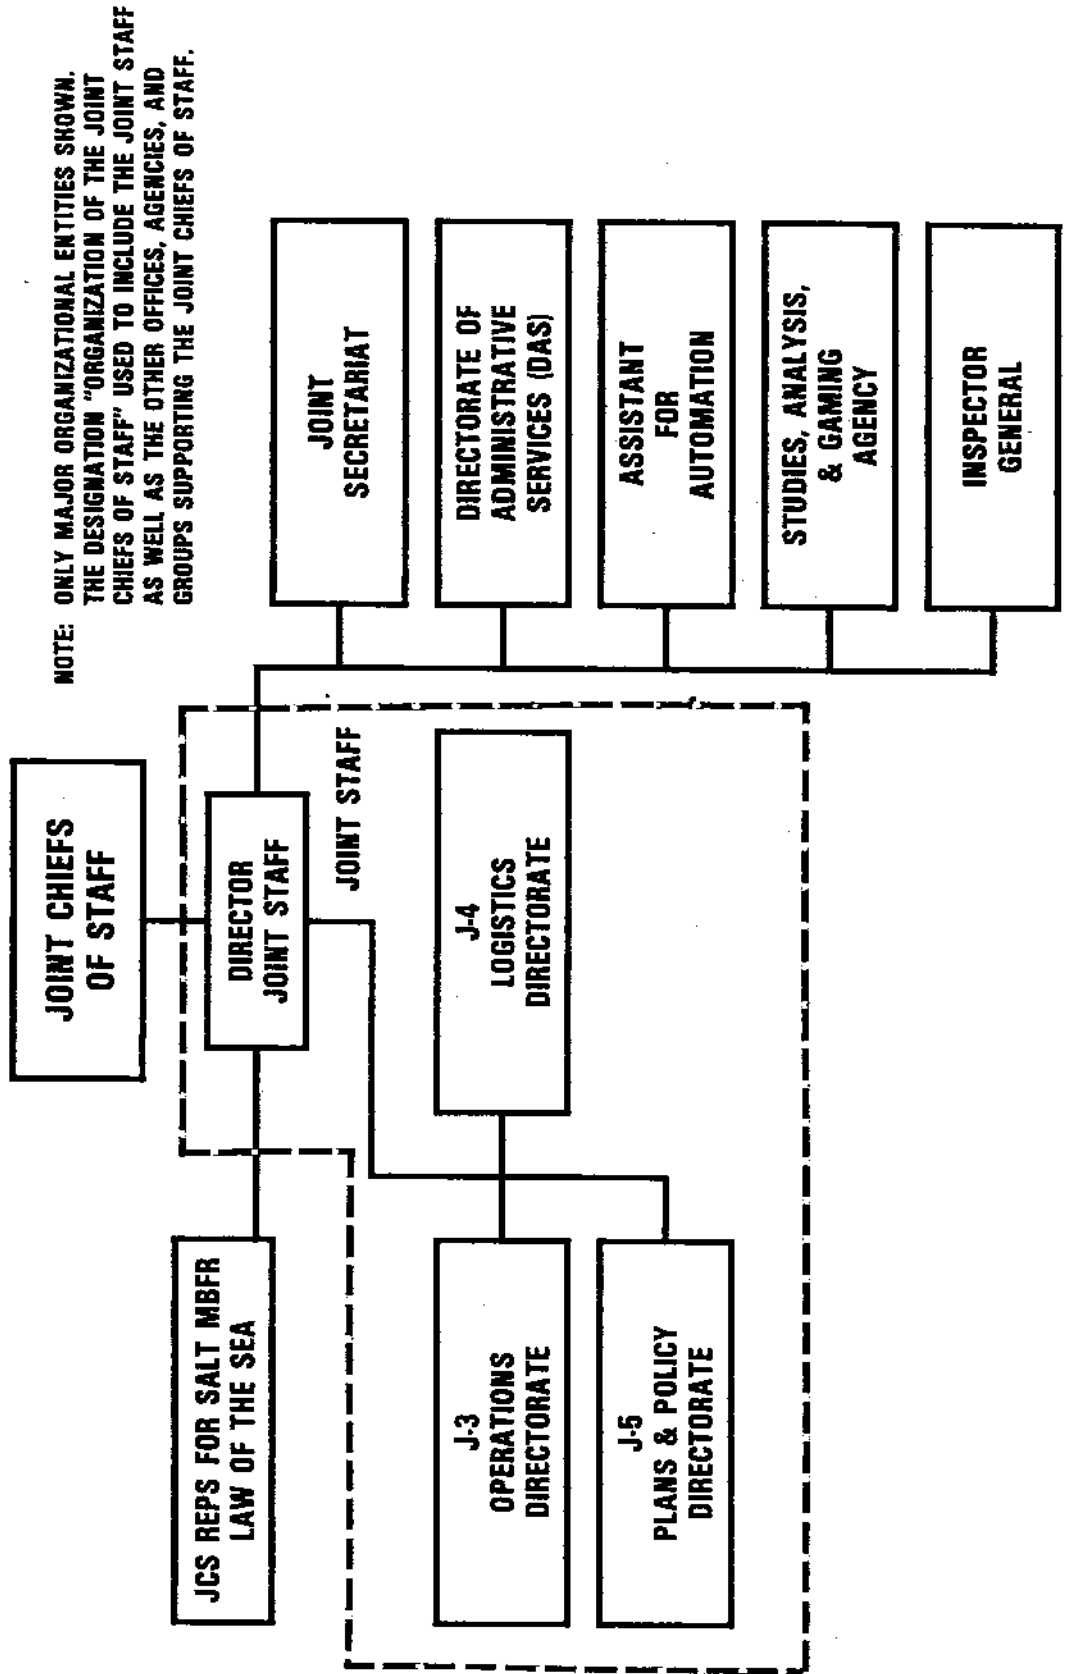 NOTE: ONLY MAJOR ORGANIZATIONAL ENTITIES SHOWN.
THE DESIGNATION "ORGANIZATION OF THE JOINT
CHIEFS OF STAFF" USED TO INCLUDE THE JOINT STAFF
AS WELL AS THE OTHER OFFICES, AGENCIES, AND
GROUPS SUPPORTING THE JOINT CHIEFS OF STAFF.
JOINT CHIEFS
OF STAFF
JCS REPS FOR SALT MBFR
LAW OF THE SEA
DIRECTOR
JOINT STAFF
JOINT STAFF
J-3
OPERATIONS
DIRECTORATE
J-4
LOGISTICS
DIRECTORATE
J-5
PLANS & POLICY
DIRECTORATE
JOINT
SECRETARIAT
DIRECTORATE OF
ADMINISTRATIVE
SERVICES (DAS)
ASSISTANT
FOR
AUTOMATION
STUDIES, ANALYSIS,
& GAMING
AGENCY
INSPECTOR
GENERAL